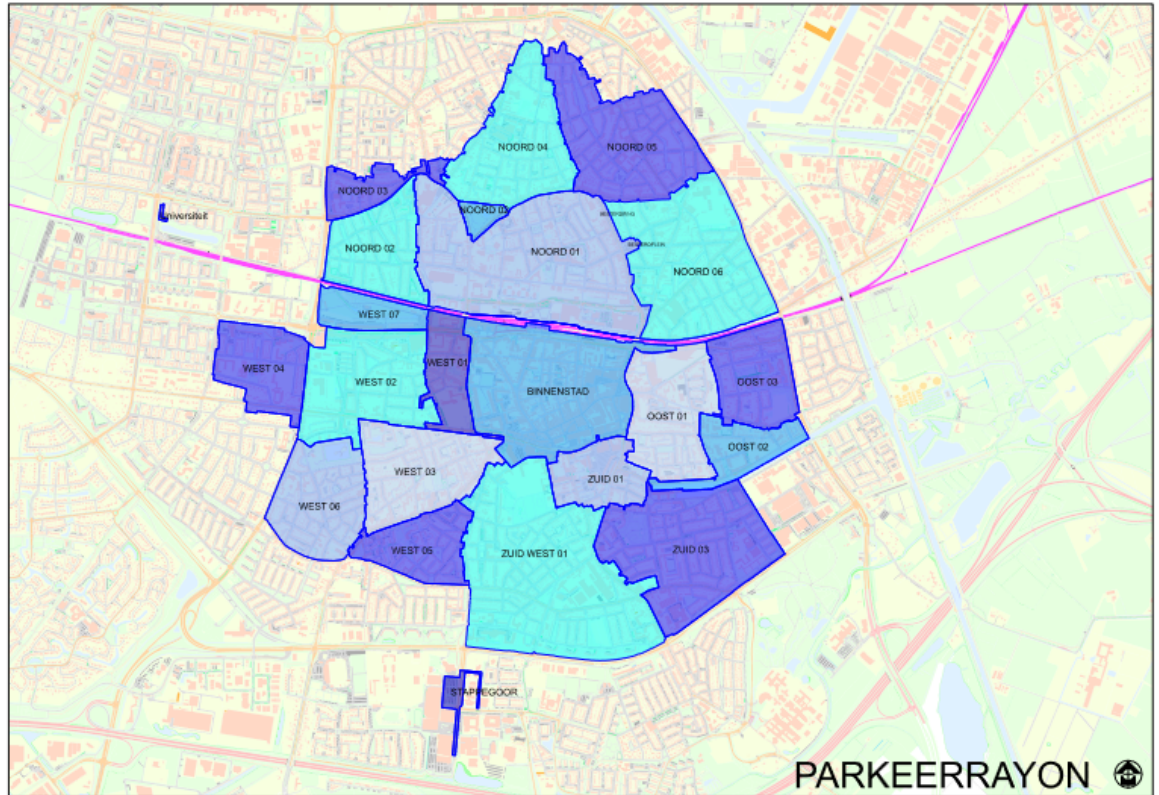 NOORD 04
NOORD 05
NOORD 03
NOORD 03
Universiteit
NOORD 02
NOORD 01
NOORD 06
WEST 07
WEST 04
WEST 02
WEST 01
BINNENSTAD
OOST 03
OOST 01
OOST 02
WEST 03
ZUID 01
WEST 06
WEST 05
ZUID WEST 01
ZUID 03
STAPPEGOOR
PARKEERRAYON